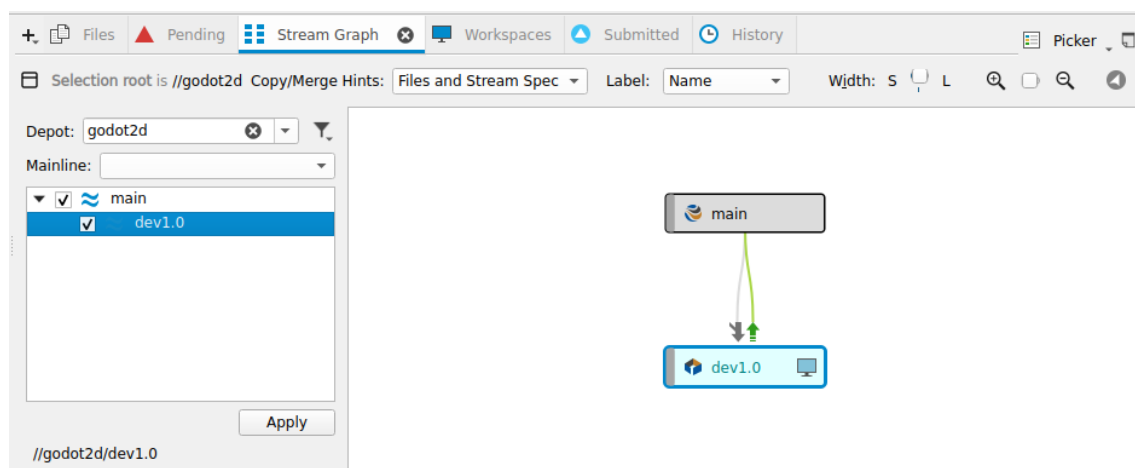 Files Pending Stream Graph Workspaces Submitted History Picker
Selection root is //godot2d Copy/Merge Hints: Files and Stream Spec Label: Name Width: S L
Depot: godot2d
Mainline:
main
dev1.0
Apply
//godot2d/dev1.0
main
dev1.0